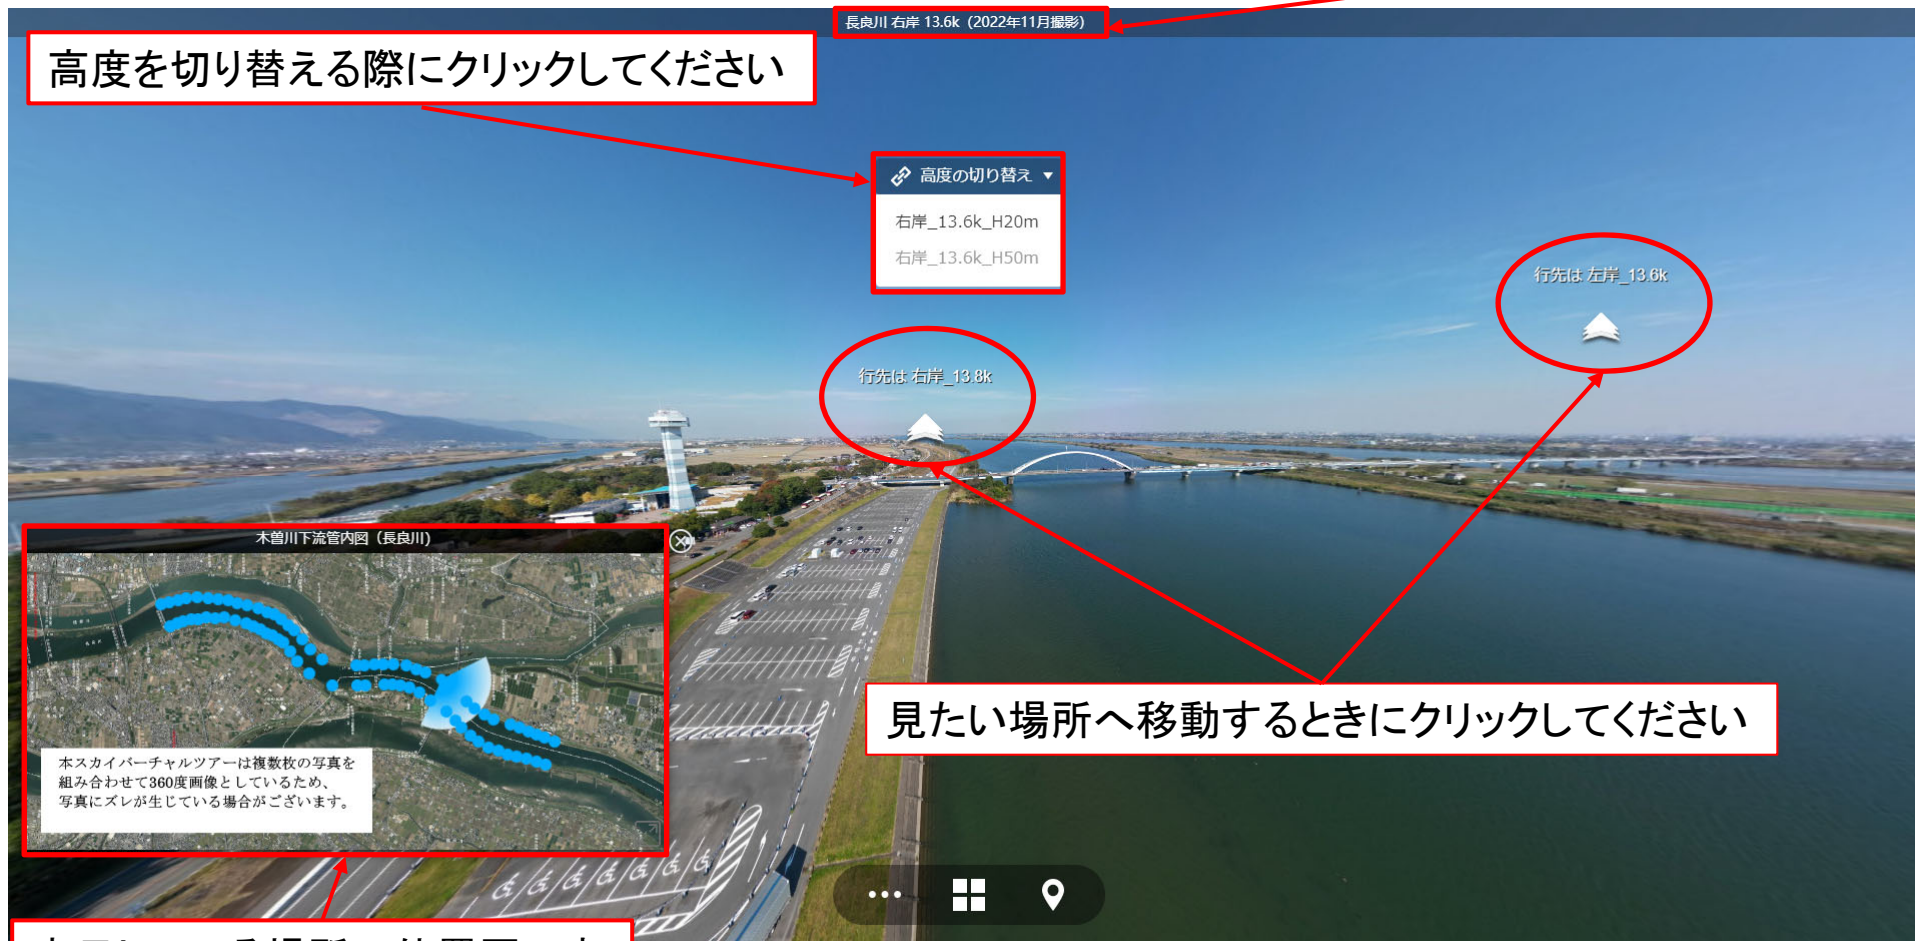 長良川 右岸 13.6k（2022年11月撮影）
高度を切り替える際にクリックしてください
高度の切り替え
右岸_13.6k_H20m
右岸_13.6k_H50m
行先は 左岸_13.6k
行先は 右岸_13.8k
木曽川下流管内図（長良川）
見たい場所へ移動するときにクリックしてください
本スカイバーチャルツアーは複数枚の写真を
組み合わせて360度画像としているため、
写真にズレが生じている場合がございます。